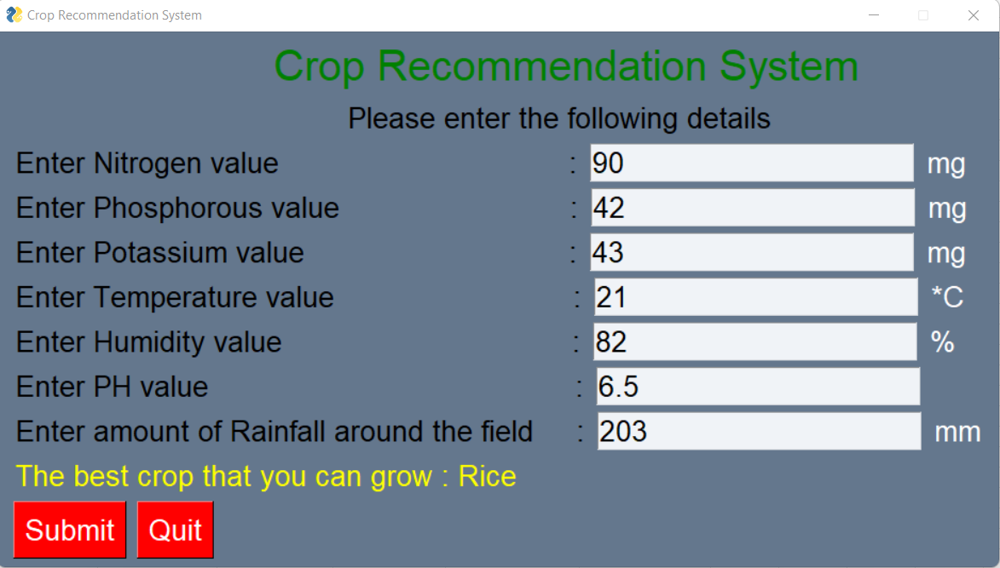 Crop Recommendation System
Crop Recommendation System
Please enter the following details
Enter Nitrogen value : 90 mg
Enter Phosphorous value : 42 mg
Enter Potassium value : 43 mg
Enter Temperature value : 21 *C
Enter Humidity value : 82 %
Enter PH value : 6.5
Enter amount of Rainfall around the field : 203 mm
The best crop that you can grow : Rice
Submit Quit